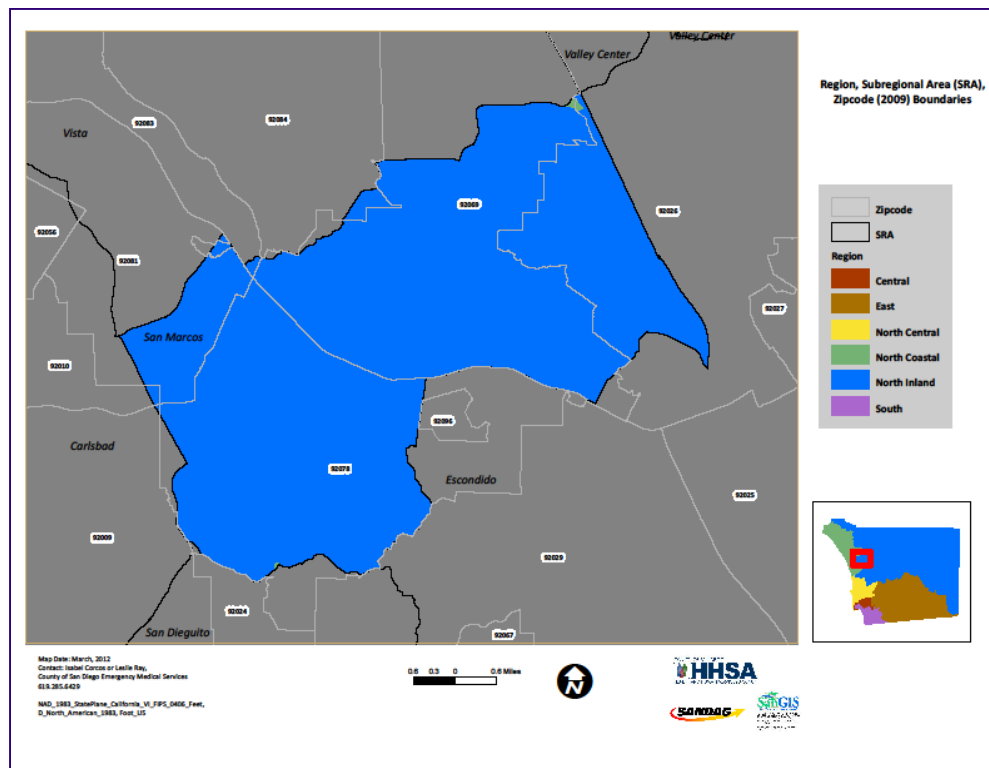 Valley Center
Valley Center
Region, Subregional Area (SRA),
Zipcode (2009) Boundaries
92083
92084
Vista
92069
92026
Zipcode
92056
SRA
92081
Region
Central
East
92027
North Central
San Marcos
North Coastal
92010
North Inland
South
92096
Carlsbad
92078
Escondido
92025
92009
92029
92024
San Dieguito
92067
Map Date: March, 2012
Contact: Isabel Corcos or Leslie Ray,
County of San Diego Emergency Medical Services
619.285.6429
NAD_1983_StatePlane_California_VI_FIPS_0406_Feet,
D_North_American_1983, Foot_US
0.6 0.3 0 0.6 Miles
N
HHSA
SANDAG
SanGIS